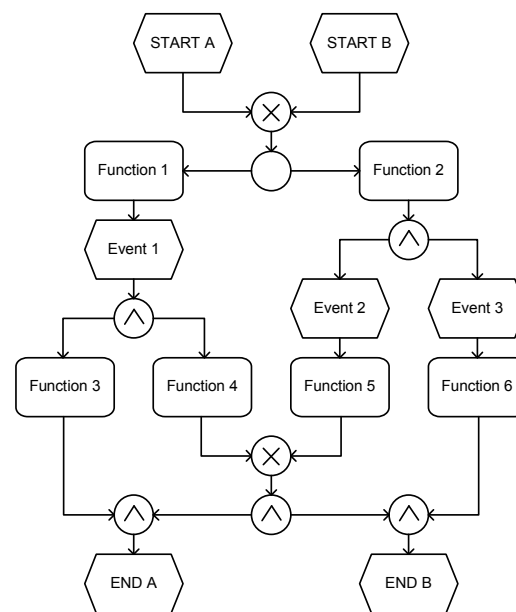 START A
START B
Function 1
Function 2
Event 1
Event 2
Event 3
Function 3
Function 4
Function 5
Function 6
END A
END B